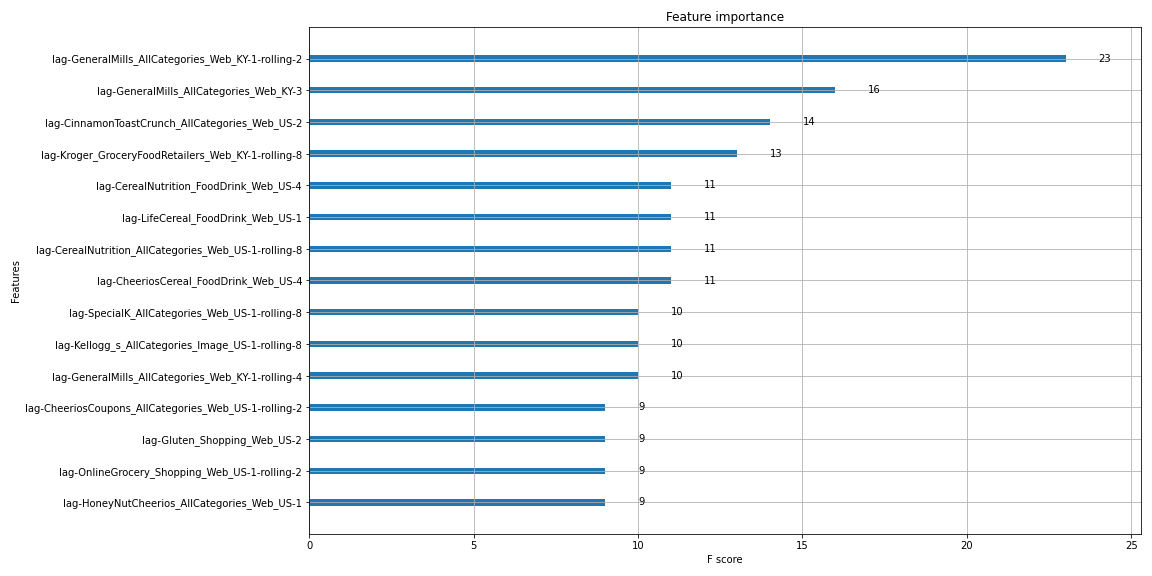 Feature importance
lag-GeneralMills_AllCategories_Web_KY-1-rolling-2 23
lag-GeneralMills_AllCategories_Web_KY-3 16
lag-CinnamonToastCrunch_AllCategories_Web_US-2 14
lag-Kroger_GroceryFoodRetailers_Web_KY-1-rolling-8 13
lag-CerealNutrition_FoodDrink_Web_US-4 11
lag-LifeCereal_FoodDrink_Web_US-1 11
lag-CerealNutrition_AllCategories_Web_US-1-rolling-8 11
lag-CheeriosCereal_FoodDrink_Web_US-4 11
lag-SpecialK_AllCategories_Web_US-1-rolling-8 10
lag-Kellogg_s_AllCategories_Image_US-1-rolling-8 10
lag-GeneralMills_AllCategories_Web_KY-1-rolling-4 10
lag-CheeriosCoupons_AllCategories_Web_US-1-rolling-2 9
lag-Gluten_Shopping_Web_US-2 9
lag-OnlineGrocery_Shopping_Web_US-1-rolling-2 9
lag-HoneyNutCheerios_AllCategories_Web_US-1 9
Features
0 5 10 15 20 25
F score